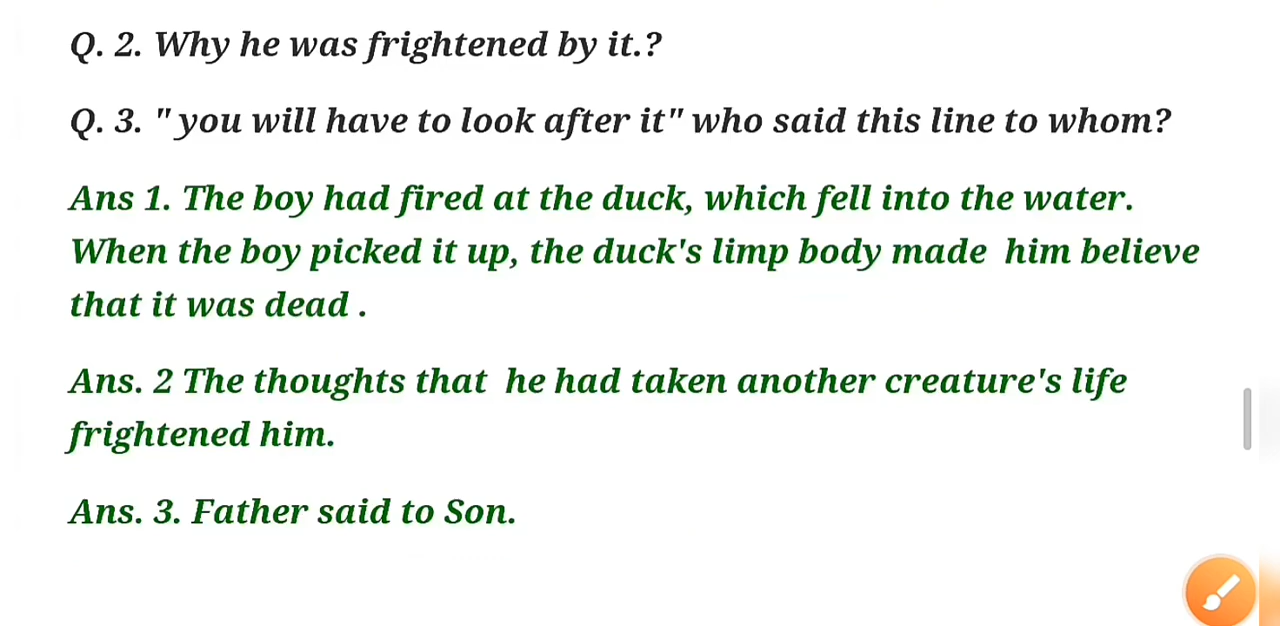 Q. 2. Why he was frightened by it.?
Q. 3. "you will have to look after it" who said this line to whom?
Ans 1. The boy had fired at the duck, which fell into the water.
When the boy picked it up, the duck's limp body made  him believe
that it was dead .
Ans. 2 The thoughts that  he had taken another creature's life
frightened him.
Ans. 3. Father said to Son.